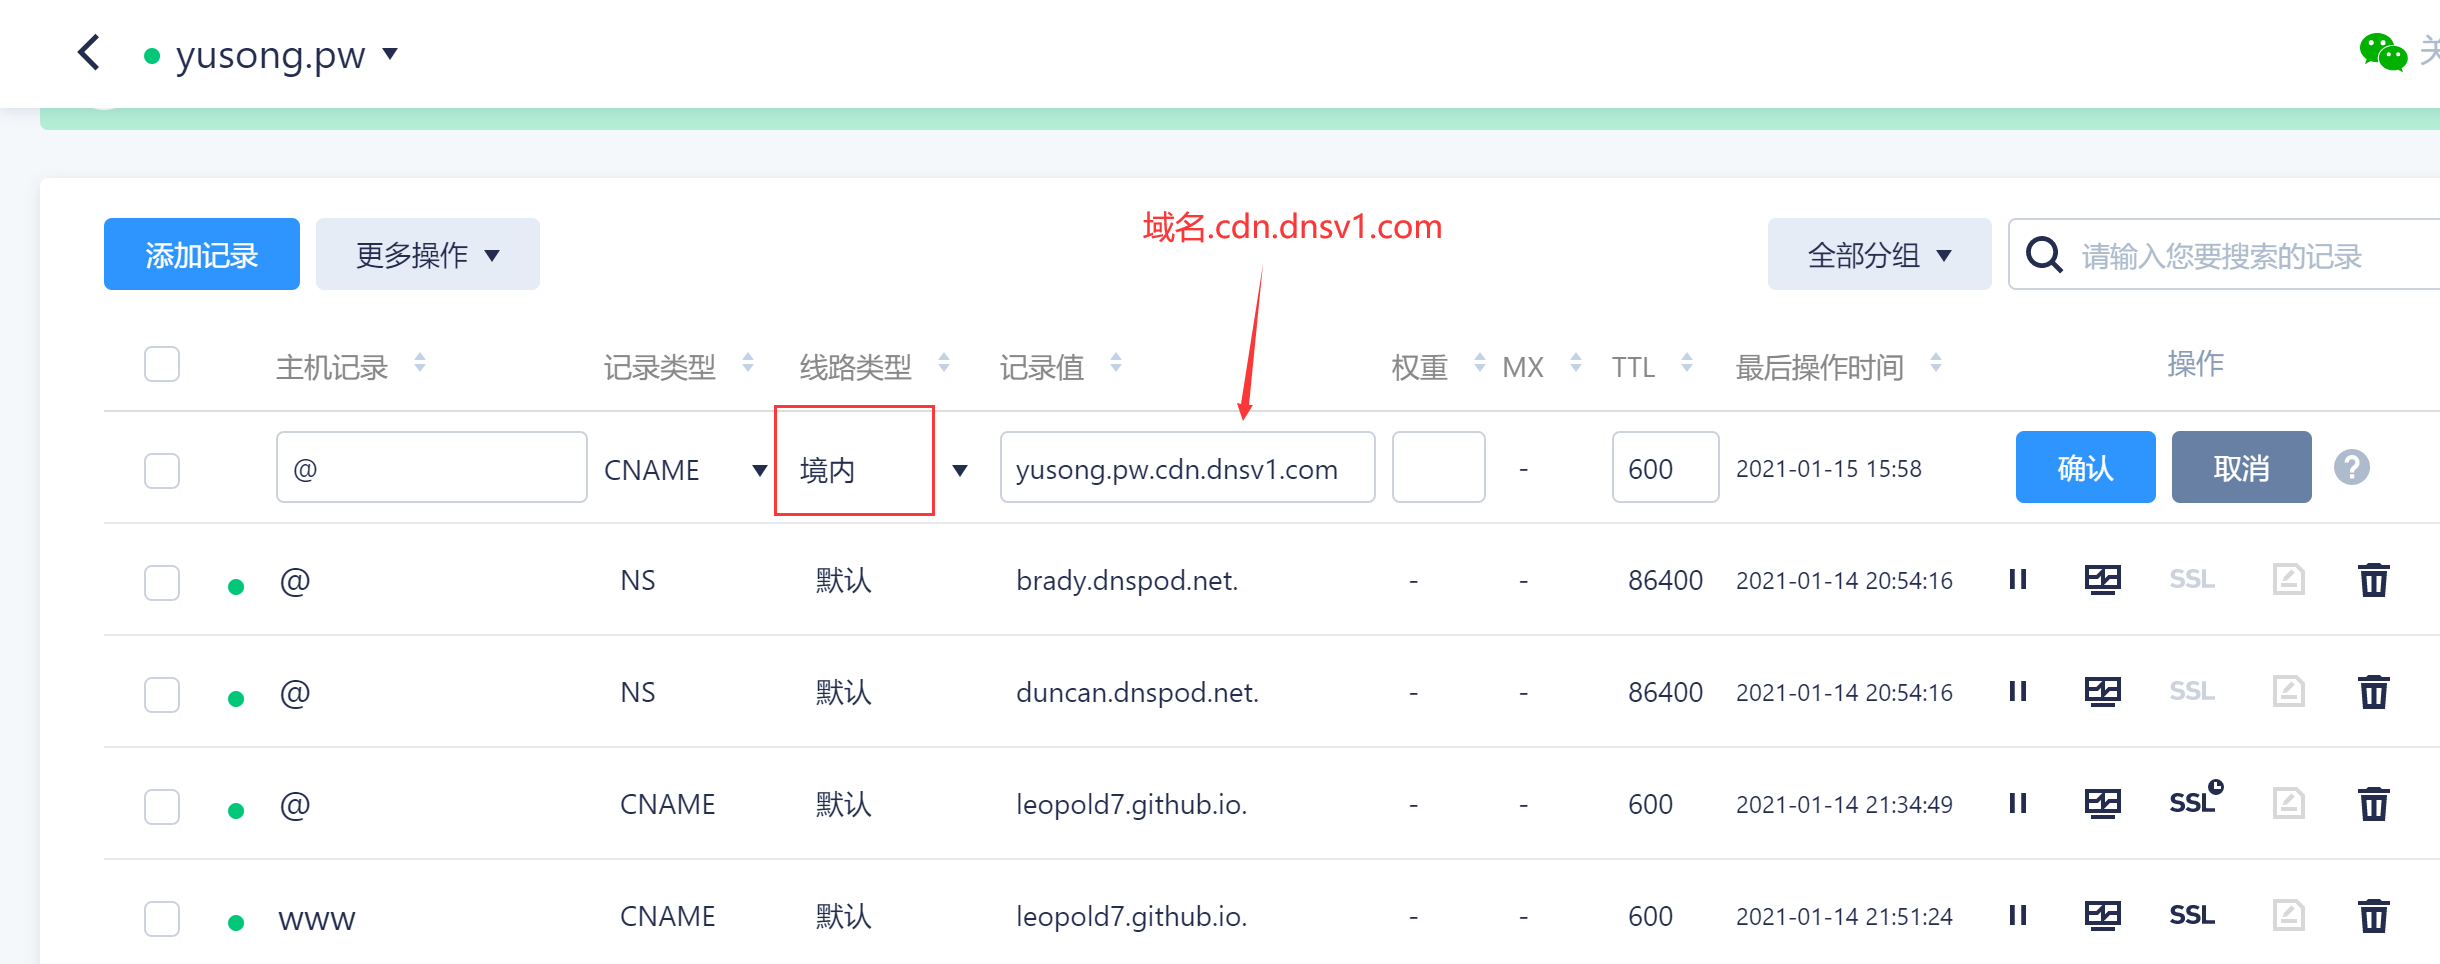 yusong.pw
关
域名.cdn.dnsv1.com
添加记录 更多操作 全部分组 请输入您要搜索的记录
主机记录 记录类型 线路类型 记录值 权重 MX TTL 最后操作时间 操作
@ CNAME 境内 yusong.pw.cdn.dnsv1.com - 600 2021-01-15 15:58 确认 取消 ?
@ NS 默认 brady.dnspod.net. - - 86400 2021-01-14 20:54:16 SSL
@ NS 默认 duncan.dnspod.net. - - 86400 2021-01-14 20:54:16 SSL
@ CNAME 默认 leopold7.github.io. - - 600 2021-01-14 21:34:49 SSL
www CNAME 默认 leopold7.github.io. - - 600 2021-01-14 21:51:24 SSL